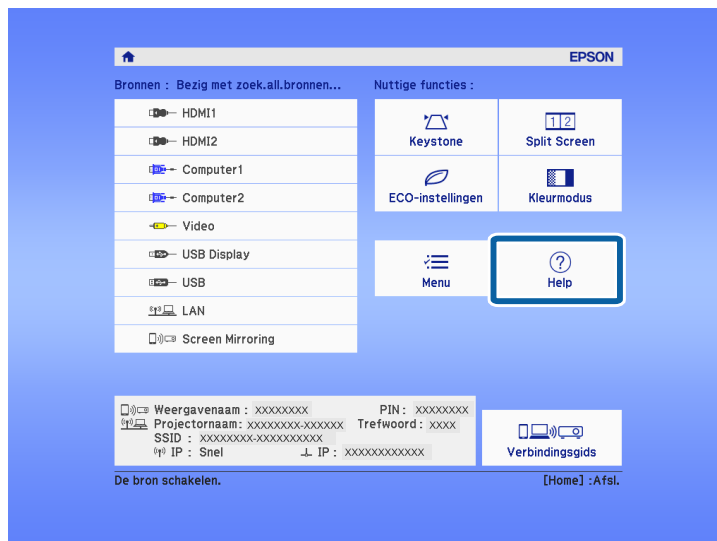 EPSON
Bronnen : Bezig met zoek.all.bronnen...
HDMI1
HDMI2
Computer1
Computer2
Video
USB Display
USB
LAN
Screen Mirroring
Nuttige functies :
Keystone
1 2
Split Screen
ECO-instellingen
Kleurmodus
Menu
?
Help
Weergavenaam : XXXXXXXX PIN : XXXXXXXX
Projectornaam : XXXXXXXX-XXXXXX Trefwoord : XXXX
SSID : XXXXXXXX-XXXXXXXXXX
IP : Snel IP : XXXXXXXXXXXX
Verbindingsgids
De bron schakelen. [Home] :Afsl.